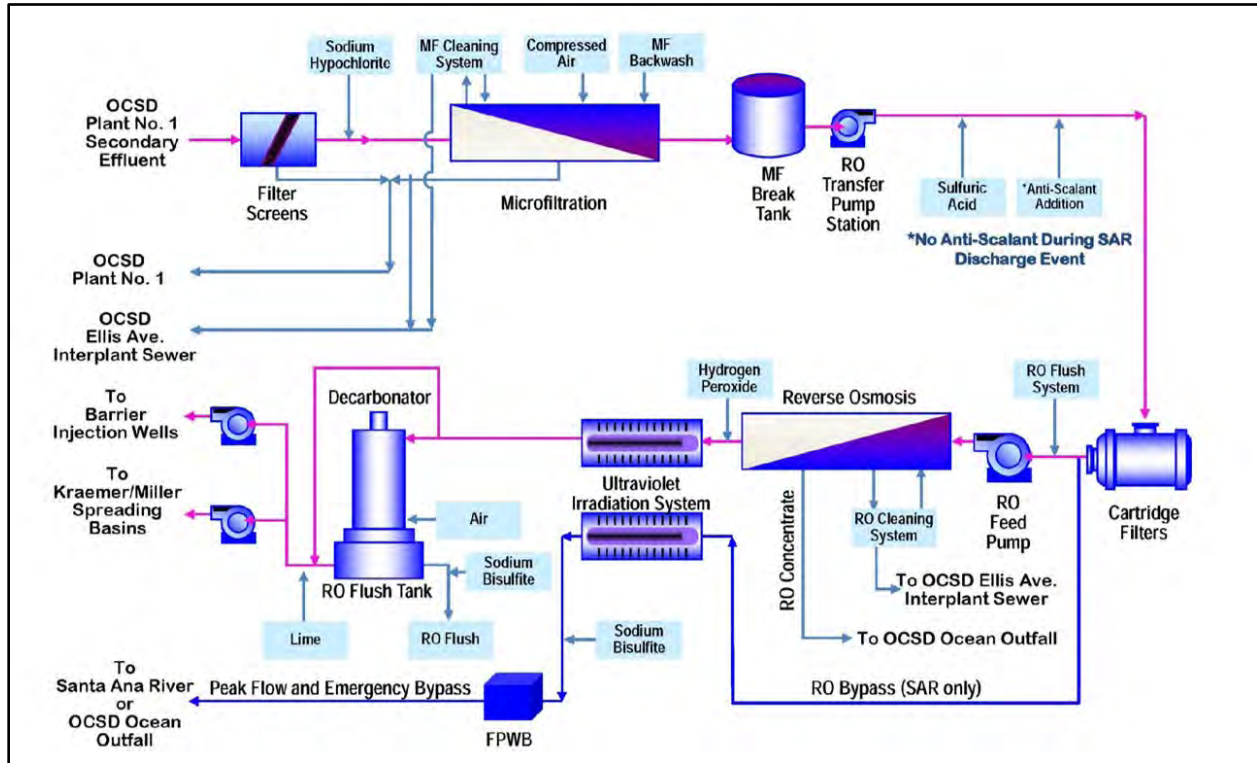 Sodium
Hypochlorite
MF Cleaning
System
Compressed
Air
MF
Backwash
OCSD
Plant No. 1
Secondary
Effluent
Filter
Screens
Microfiltration
MF
Break
Tank
RO
Transfer
Pump
Station
Sulfuric
Acid
*Anti-Scalant
Addition
*No Anti-Scalant During SAR
Discharge Event
OCSD
Plant No. 1
OCSD
Ellis Ave.
Interplant Sewer
To
Barrier
Injection Wells
To
Kraemer/Miller
Spreading
Basins
Decarbonator
Air
RO Flush Tank
Sodium
Bisulfite
Lime
RO Flush
Hydrogen
Peroxide
Ultraviolet
Irradiation System
Reverse Osmosis
RO Flush
System
RO
Feed
Pump
Cartridge
Filters
RO Concentrate
RO Cleaning
System
To OCSD Ellis Ave.
Interplant Sewer
To OCSD Ocean Outfall
Sodium
Bisulfite
RO Bypass (SAR only)
To
Santa Ana River
or
OCSD Ocean
Outfall
Peak Flow and Emergency Bypass
FPWB